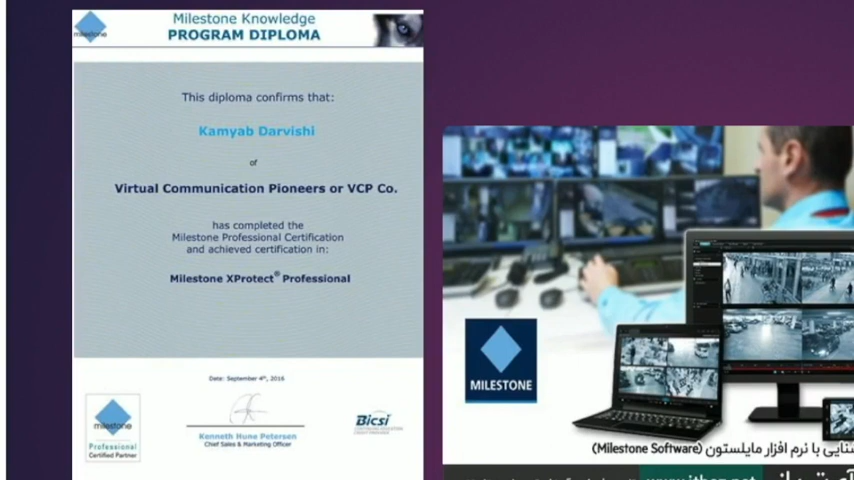 milestone
Milestone Knowledge
PROGRAM DIPLOMA
This diploma confirms that:
Kamyab Darvishi
of
Virtual Communication Pioneers or VCP Co.
has completed the
Milestone Professional Certification
and achieved certification in:
Milestone XProtect® Professional
Date: September 4th, 2016
milestone
Professional
Certified Partner
Kenneth Hune Petersen
Chief Sales & Marketing Officer
Bicsi
MILESTONE
با نرم افزار مایلستون (Milestone Software)